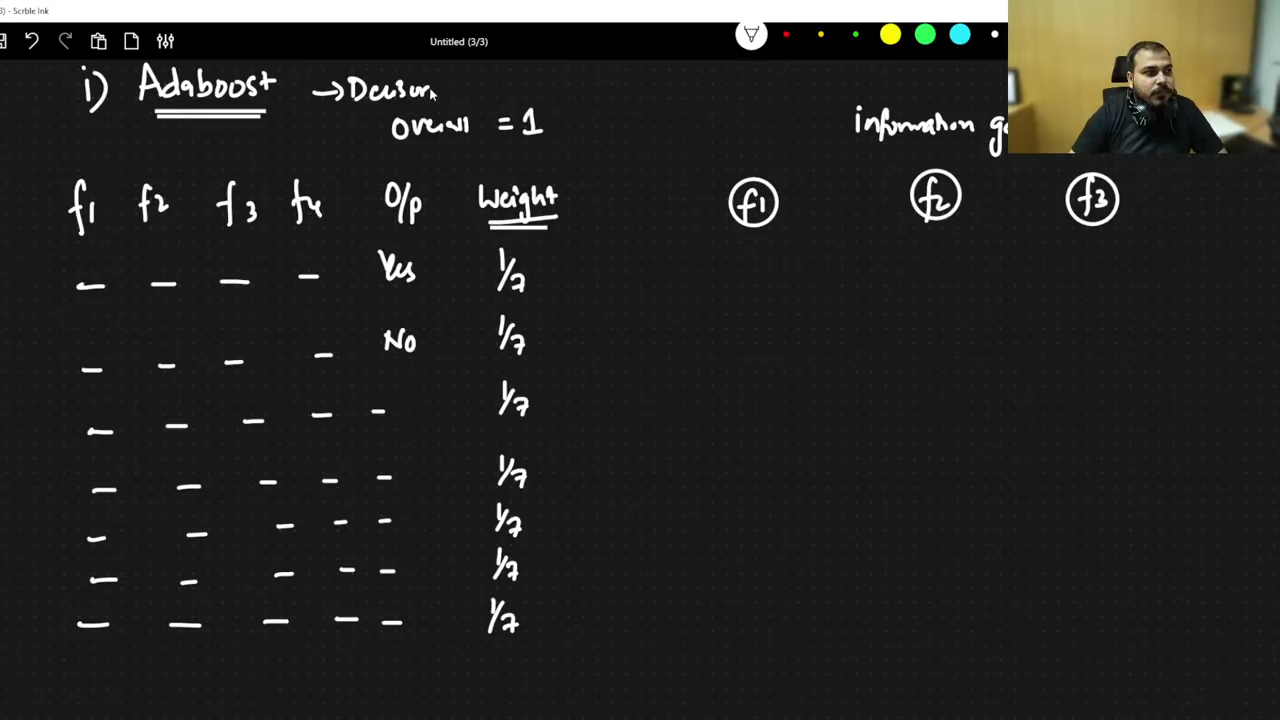 Scrble Ink
Untitled (3/3)
i) Adaboost →
overall = 1
information
f1 f2 f3 f4 O/p Weight f1 f2 f3
_ _ _ - Yes 1/7
_ - - - No 1/7
_ - - - - 1/7
_ - - - - 1/7
_ - - - - 1/7
_ - - - - 1/7
_ _ - - - 1/7